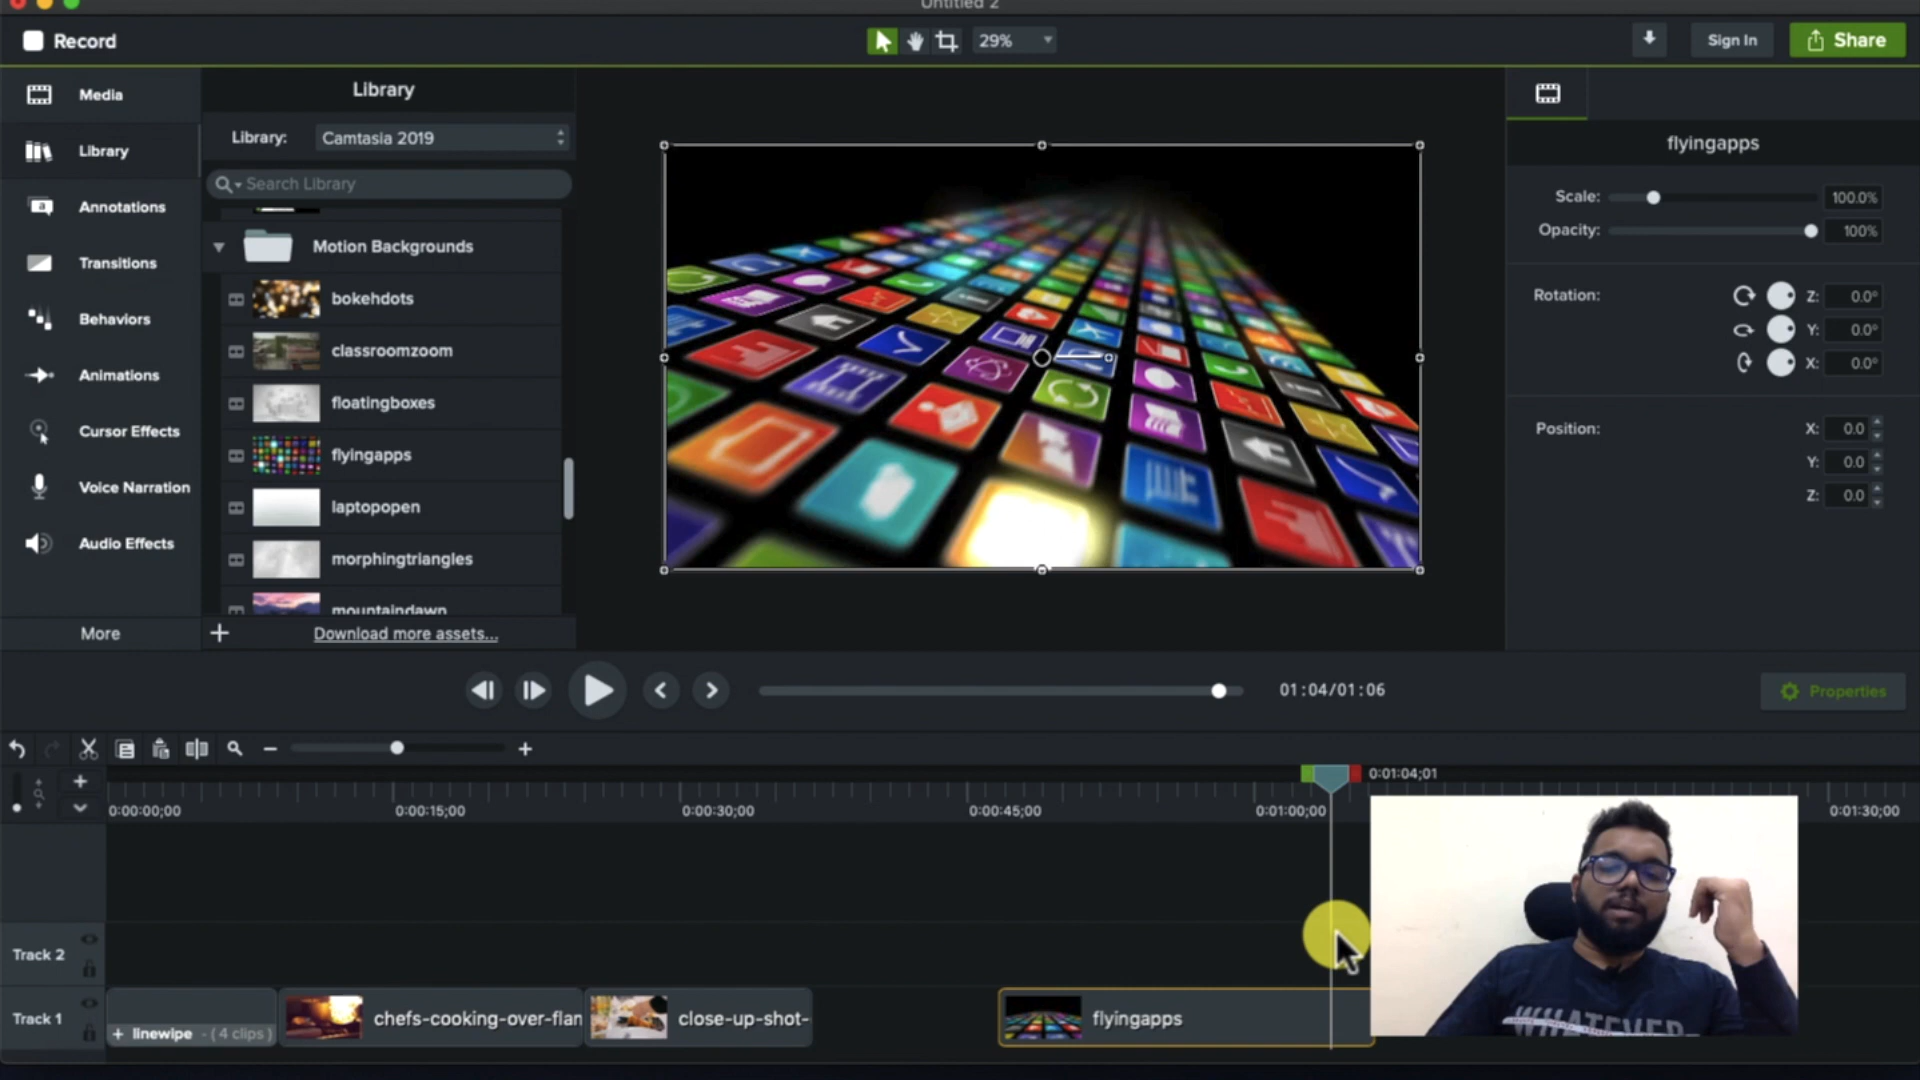 Untitled 2
Record
29%
Sign In
Share
Media
Library
Annotations
Transitions
Behaviors
Animations
Cursor Effects
Voice Narration
Audio Effects
More
Library
Library:
Camtasia 2019
Search Library
Motion Backgrounds
bokehdots
classroomzoom
floatingboxes
flyingapps
laptopopen
morphingtriangles
mountaindawn
Download more assets...
flyingapps
Scale:
100.0%
Opacity:
100%
Rotation:
Z:
0.0°
Y:
0.0°
X:
0.0°
Position:
X:
0.0
Y:
0.0
Z:
0.0
01:04/01:06
Properties
0:01:04;01
0:00:00;00
0:00:15;00
0:00:30;00
0:00:45;00
0:01:00;00
0:01:30;00
Track 2
Track 1
+ linewipe - ( 4 clips )
chefs-cooking-over-flan
close-up-shot-
flyingapps
WHATEVER